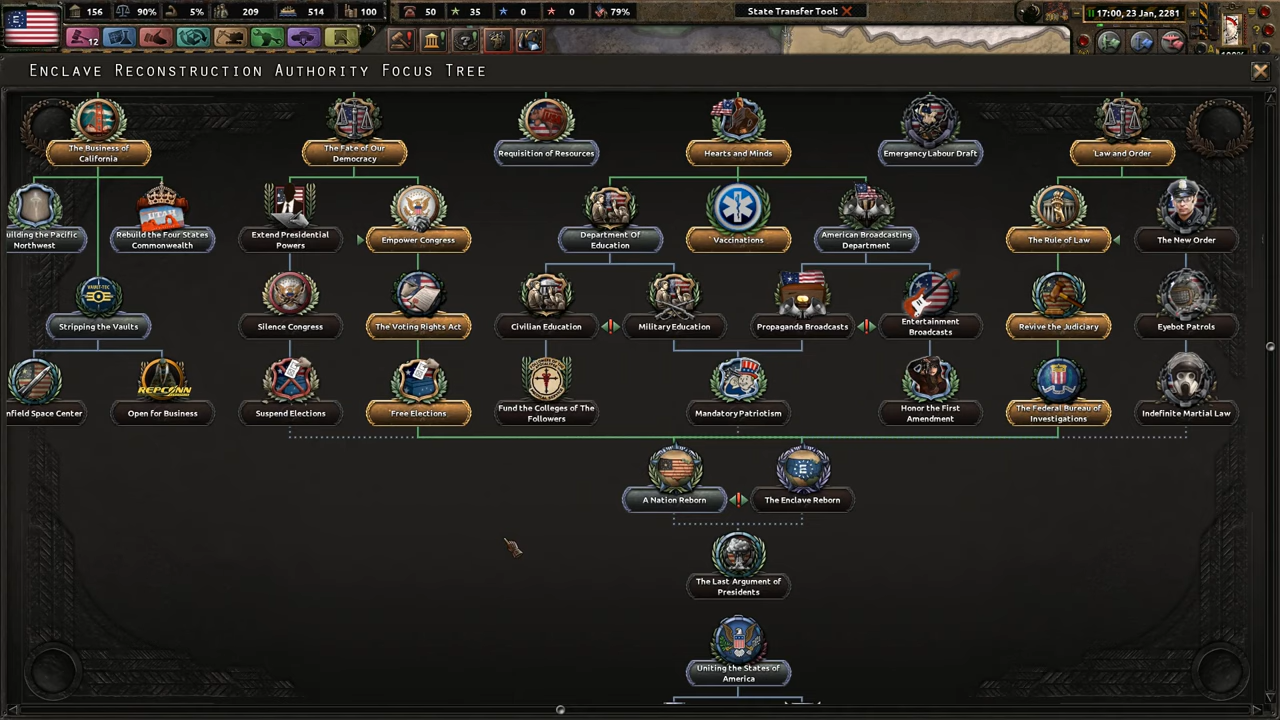 156 90% 5% 209 514 100 50 35 0 0 79%
State Transfer Tool:
17:00, 23 Jan, 2281
12
Enclave Reconstruction Authority Focus Tree
The Business of
California
The Fate of Our
Democracy
Requisition of Resources
Hearts and Minds
Emergency Labour Draft
Law and Order
uilding the Pacific
Northwest
UTAH
Rebuild the Four States
Commonwealth
Extend Presidential
Powers
Empower Congress
Department Of
Education
Vaccinations
American Broadcasting
Department
The Rule of Law
The New Order
VAULT-TEC
Stripping the Vaults
Silence Congress
The Voting Rights Act
Civilian Education
Military Education
Propaganda Broadcasts
Entertainment
Broadcasts
Revive the Judiciary
Eyebot Patrols
nfield Space Center
REPCONN
Open for Business
Suspend Elections
Free Elections
Fund the Colleges of The
Followers
Mandatory Patriotism
Honor the First
Amendment
The Federal Bureau of
Investigations
Indefinite Martial Law
A Nation Reborn
E
The Enclave Reborn
The Last Argument of
Presidents
Uniting the States of
America